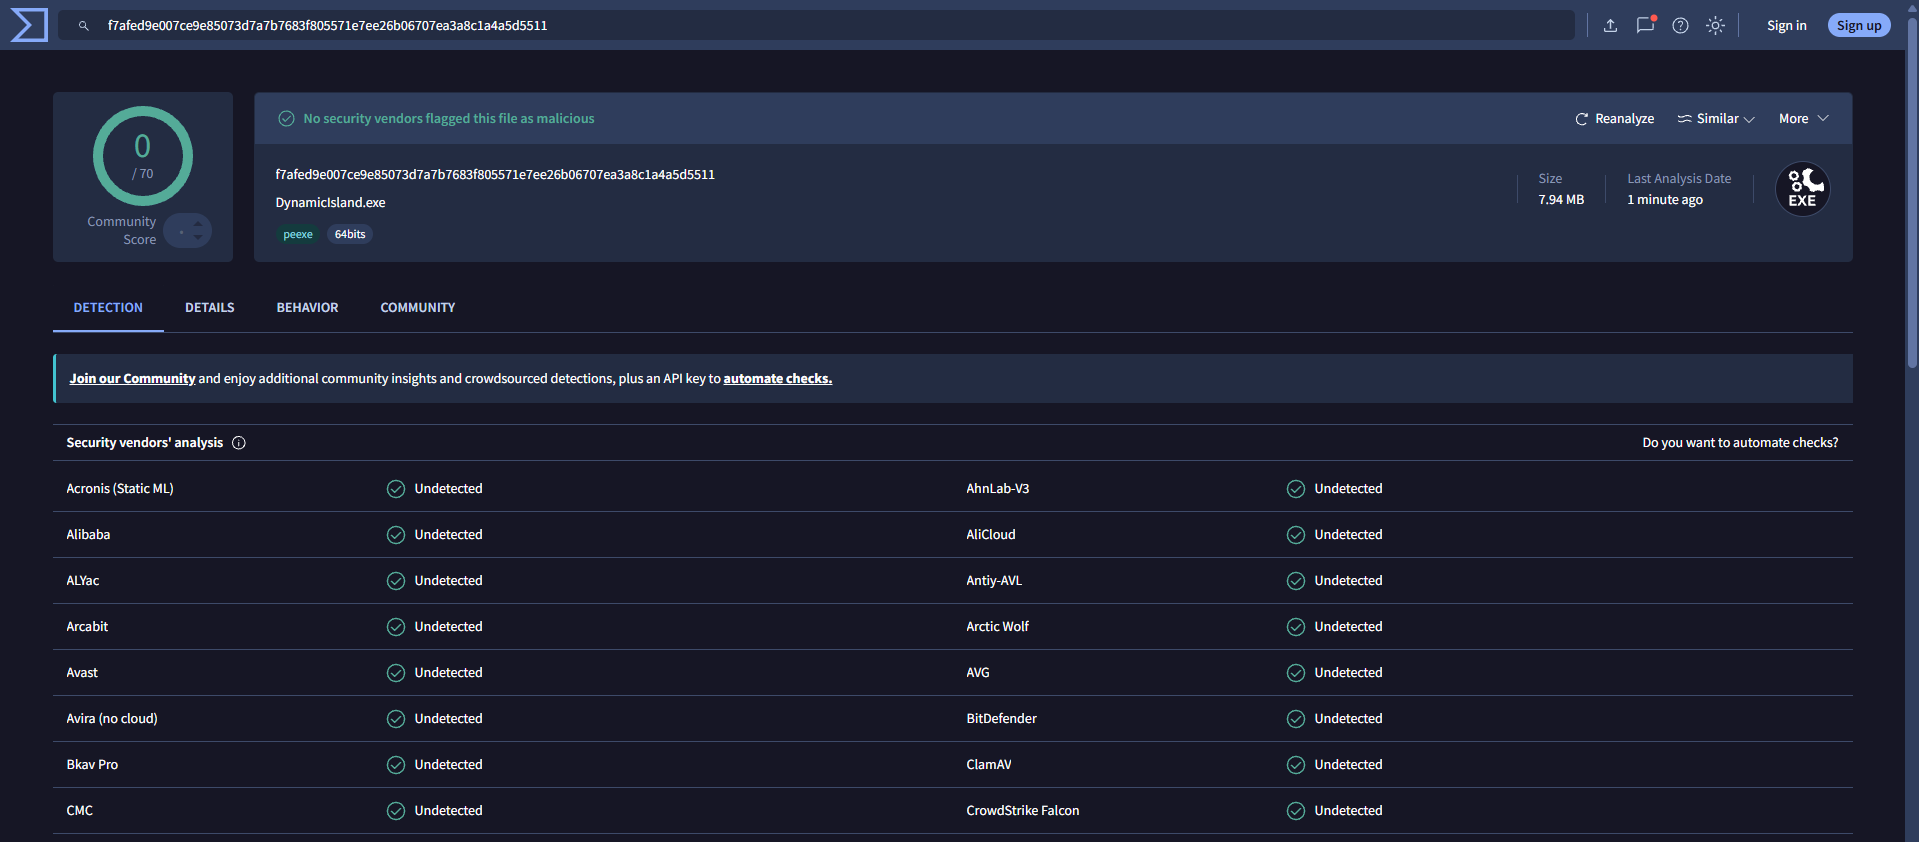 f7afed9e007ce9e85073d7a7b7683f805571e7ee26b06707ea3a8c1a4a5d5511
Sign in
Sign up
0
/ 70
Community
Score
No security vendors flagged this file as malicious
Reanalyze
Similar
More
f7afed9e007ce9e85073d7a7b7683f805571e7ee26b06707ea3a8c1a4a5d5511
DynamicIsland.exe
peexe
64bits
Size
7.94 MB
Last Analysis Date
1 minute ago
EXE
DETECTION
DETAILS
BEHAVIOR
COMMUNITY
Join our Community and enjoy additional community insights and crowdsourced detections, plus an API key to automate checks.
Security vendors' analysis
Do you want to automate checks?
Acronis (Static ML)
Undetected
AhnLab-V3
Undetected
Alibaba
Undetected
AliCloud
Undetected
ALYac
Undetected
Antiy-AVL
Undetected
Arcabit
Undetected
Arctic Wolf
Undetected
Avast
Undetected
AVG
Undetected
Avira (no cloud)
Undetected
BitDefender
Undetected
Bkav Pro
Undetected
ClamAV
Undetected
CMC
Undetected
CrowdStrike Falcon
Undetected